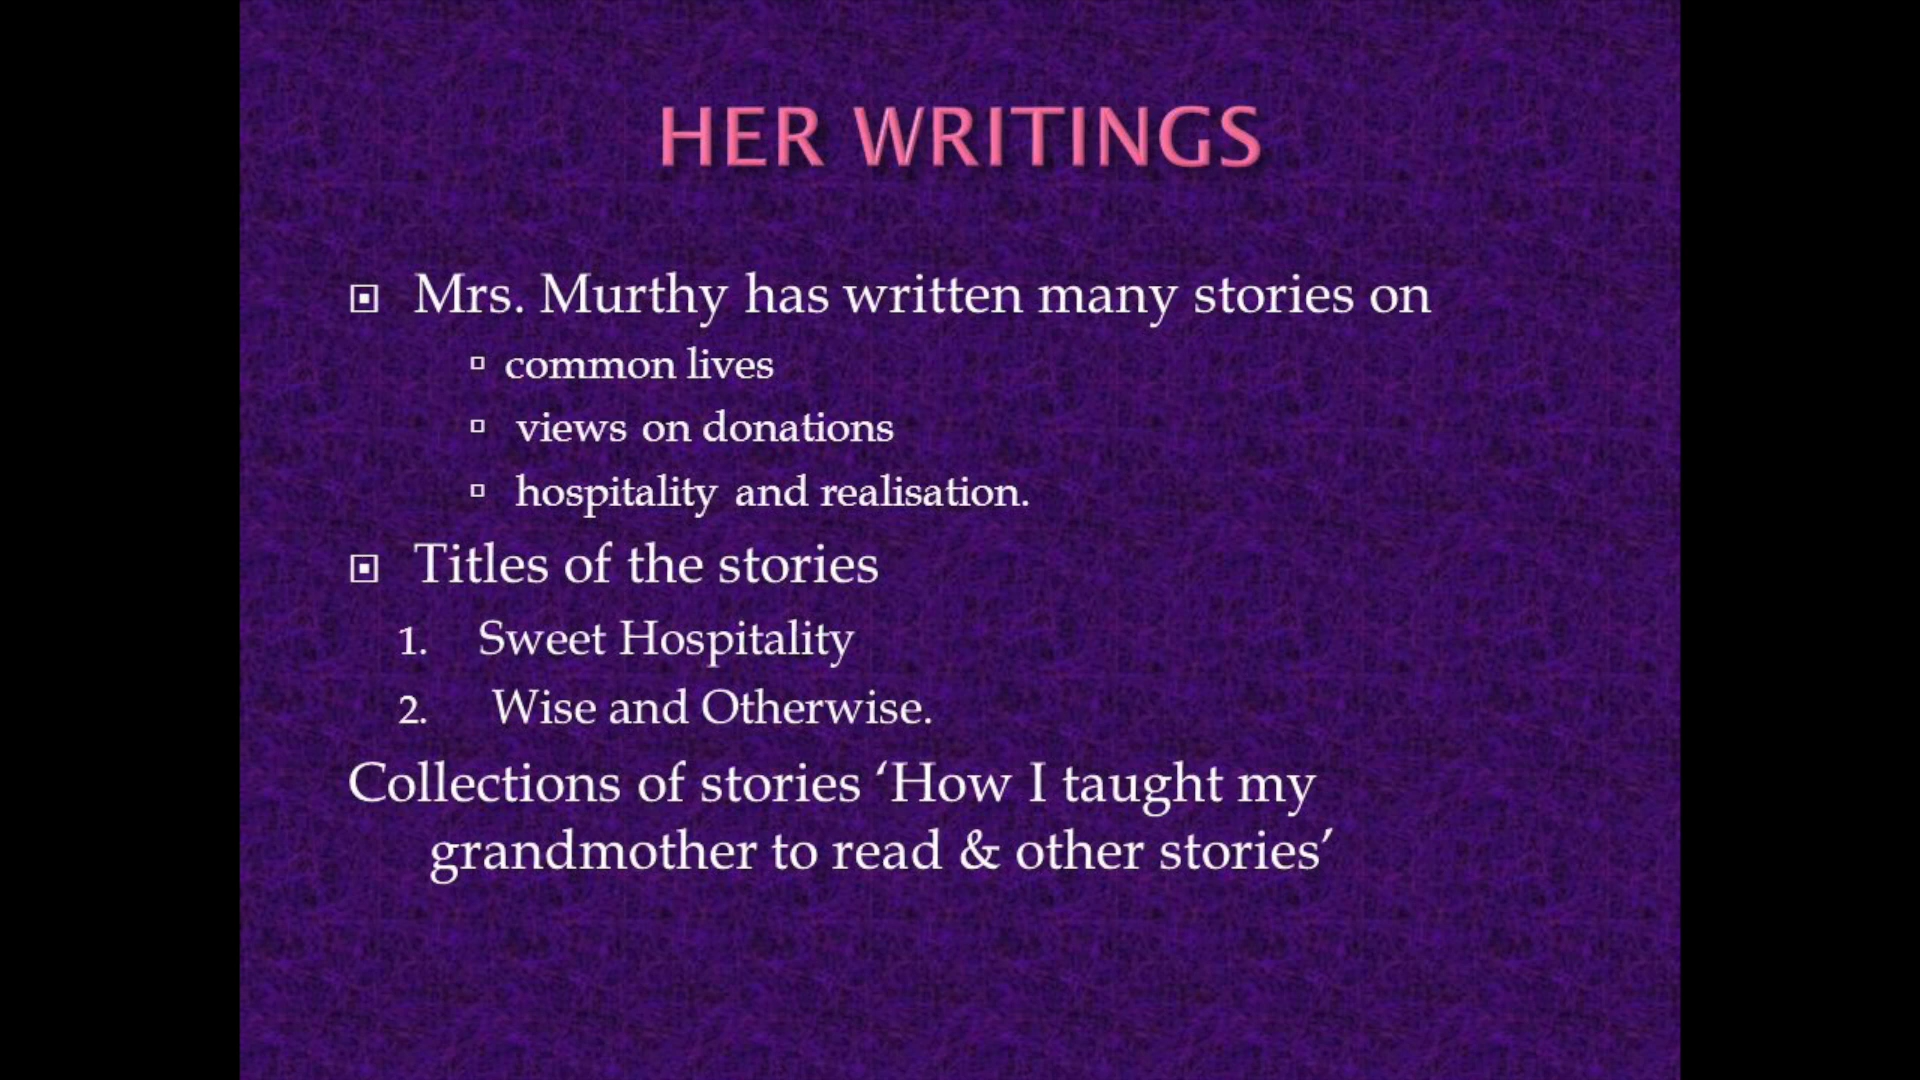 HER WRITINGS
Mrs. Murthy has written many stories on
common lives
views on donations
hospitality and realisation.
Titles of the stories
1. Sweet Hospitality
2. Wise and Otherwise.
Collections of stories ‘How I taught my
grandmother to read & other stories’